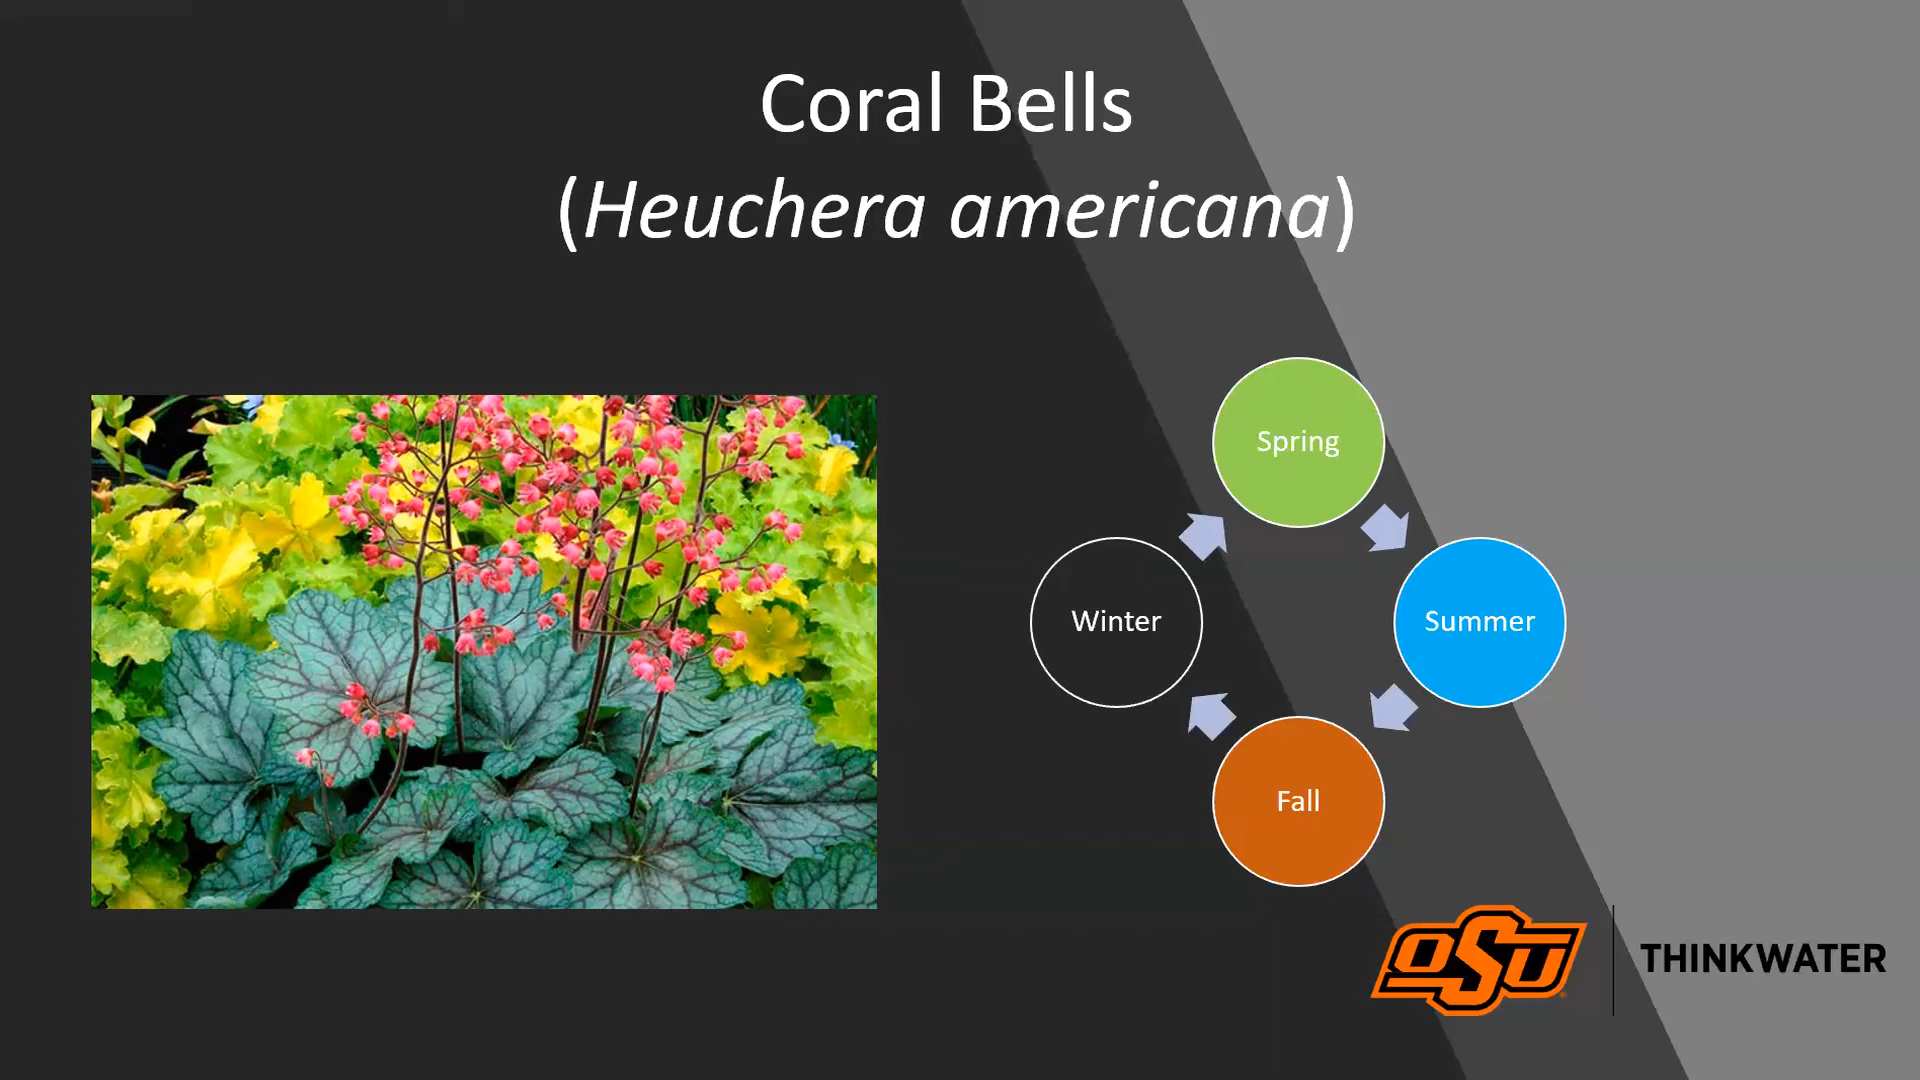 Coral Bells
(Heuchera americana)
Spring
Winter
Summer
Fall
OSU
THINKWATER